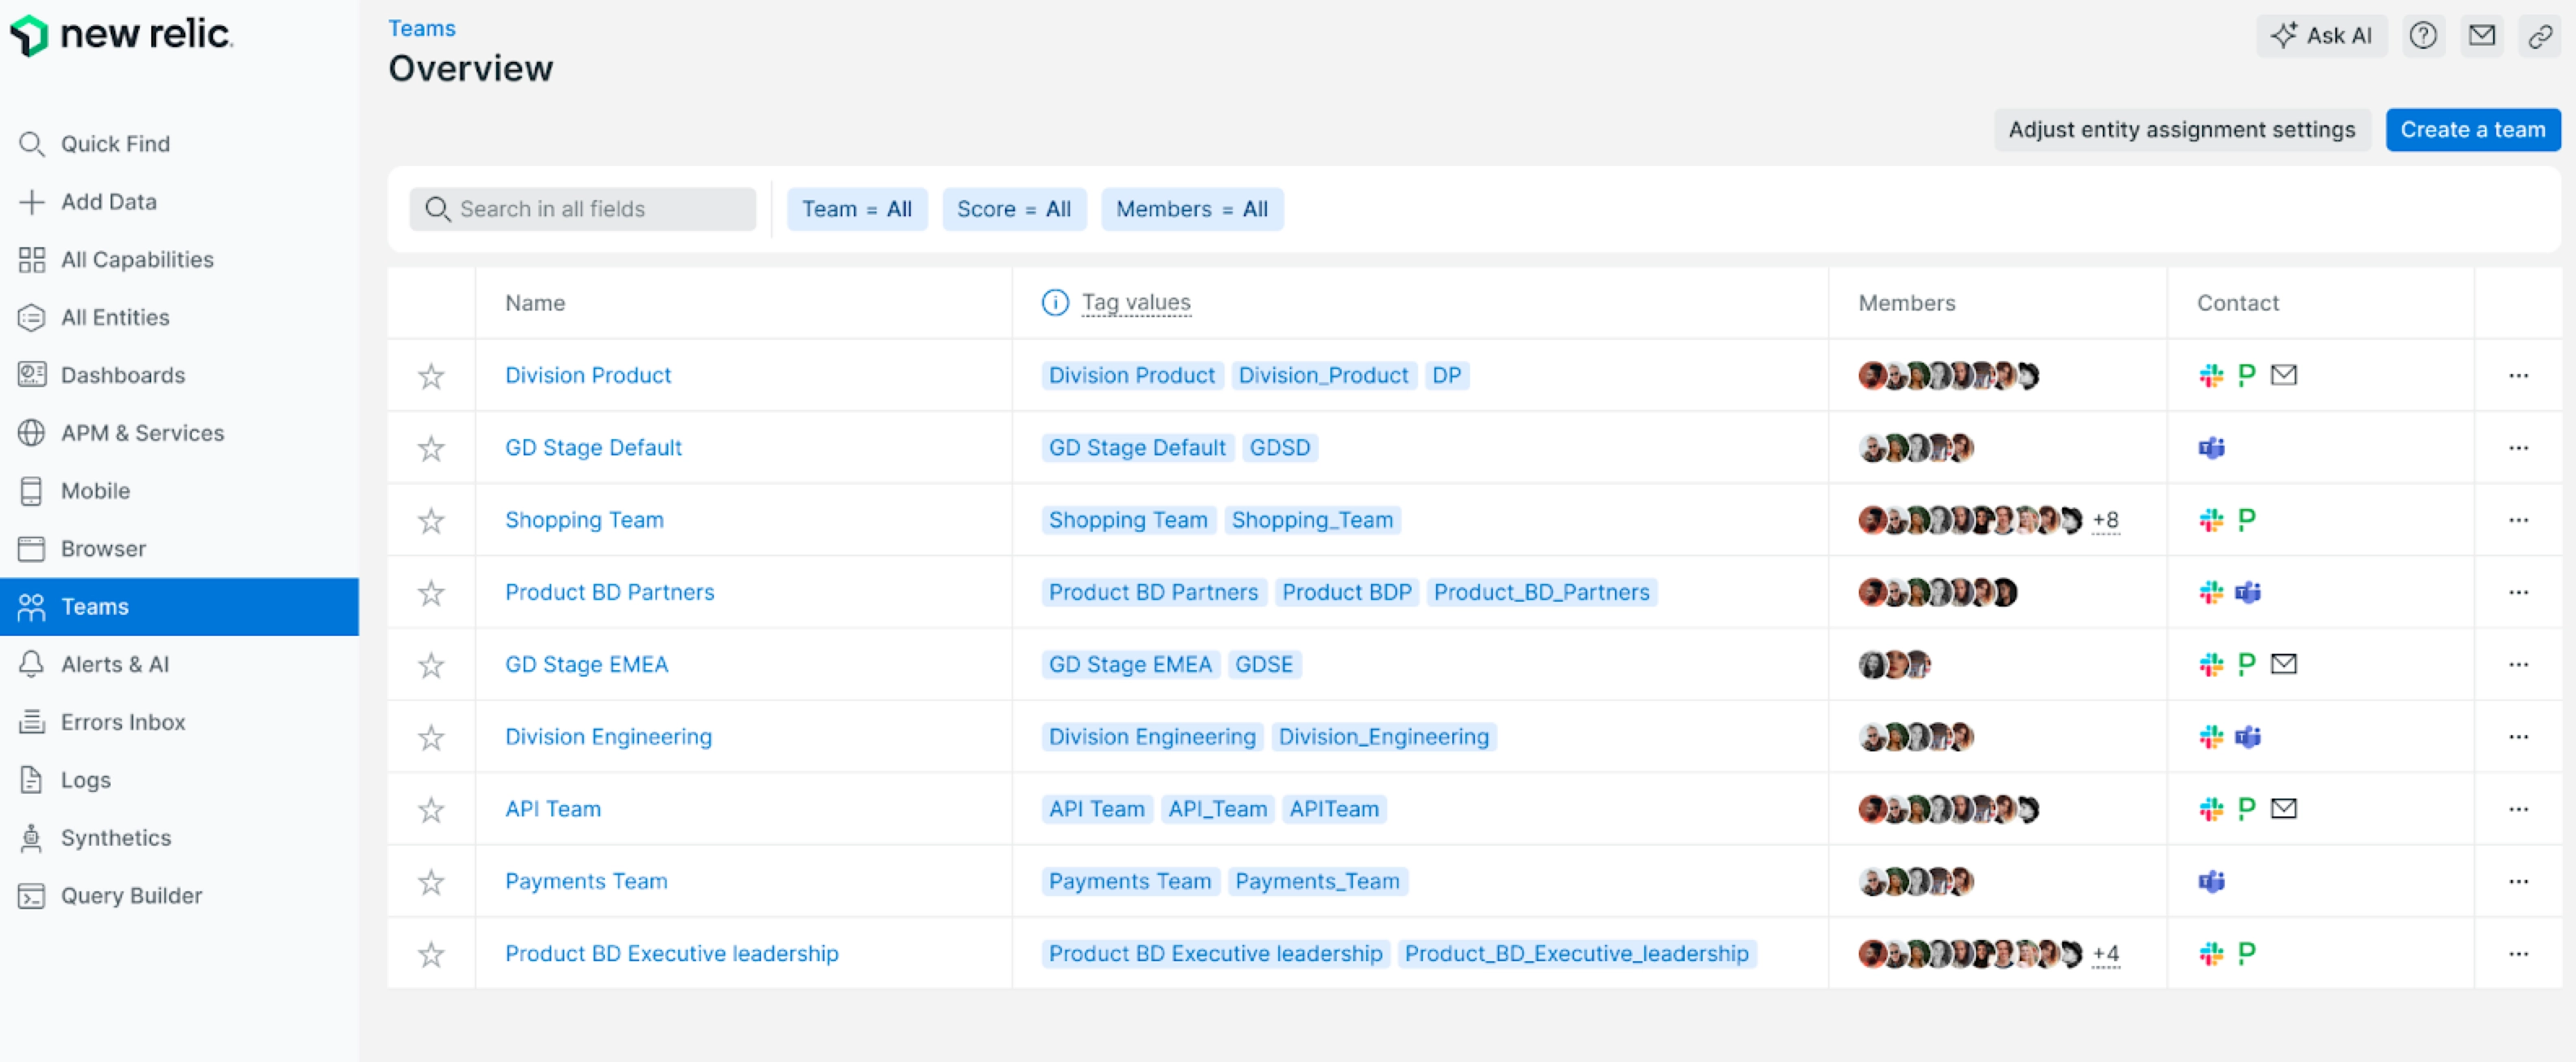 new relic.
Quick Find
Add Data
All Capabilities
All Entities
Dashboards
APM & Services
Mobile
Browser
Teams
Alerts & AI
Errors Inbox
Logs
Synthetics
Query Builder
Teams
Overview
Ask AI
Adjust entity assignment settings Create a team
Search in all fields Team = All Score = All Members = All
Name Tag values Members Contact
Division Product Division Product Division_Product DP
GD Stage Default GD Stage Default GDSD
Shopping Team Shopping Team Shopping_Team +8
Product BD Partners Product BD Partners Product BDP Product_BD_Partners
GD Stage EMEA GD Stage EMEA GDSE
Division Engineering Division Engineering Division_Engineering
API Team API Team API_Team APITeam
Payments Team Payments Team Payments_Team
Product BD Executive leadership Product BD Executive leadership Product_BD_Executive_leadership +4